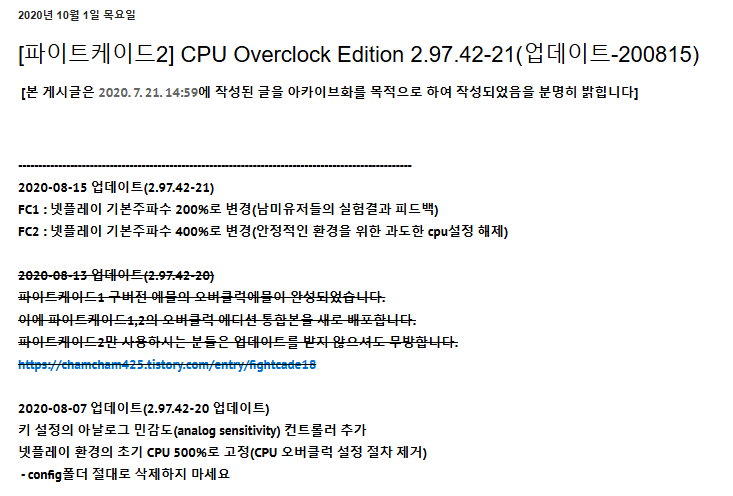 2020년 10월 1일 목요일
[파이트케이드2] CPU Overclock Edition 2.97.42-21(업데이트-200815)
[본 게시글은 2020. 7. 21. 14:59에 작성된 글을 아카이브화를 목적으로 하여 작성되었음을 분명히 밝힙니다]
----------------------------------------------------------------------------------------------------
2020-08-15 업데이트(2.97.42-21)
FC1 : 넷플레이 기본주파수 200%로 변경(남미유저들의 실험결과 피드백)
FC2 : 넷플레이 기본주파수 400%로 변경(안정적인 환경을 위한 과도한 cpu설정 해제)
2020-08-13 업데이트(2.97.42-20)
파이트케이드1 구버전 에뮬의 오버클럭에뮬이 완성되었습니다.
이에 파이트케이드1,2의 오버클럭 에디션 통합본을 새로 배포합니다.
파이트케이드2만 사용하시는 분들은 업데이트를 받지 않으셔도 무방합니다.
https://chamcham425.tistory.com/entry/fightcade18
2020-08-07 업데이트(2.97.42-20 업데이트)
키 설정의 아날로그 민감도(analog sensitivity) 컨트롤러 추가
넷플레이 환경의 초기 CPU 500%로 고정(CPU 오버클럭 설정 절차 제거)
- config폴더 절대로 삭제하지 마세요